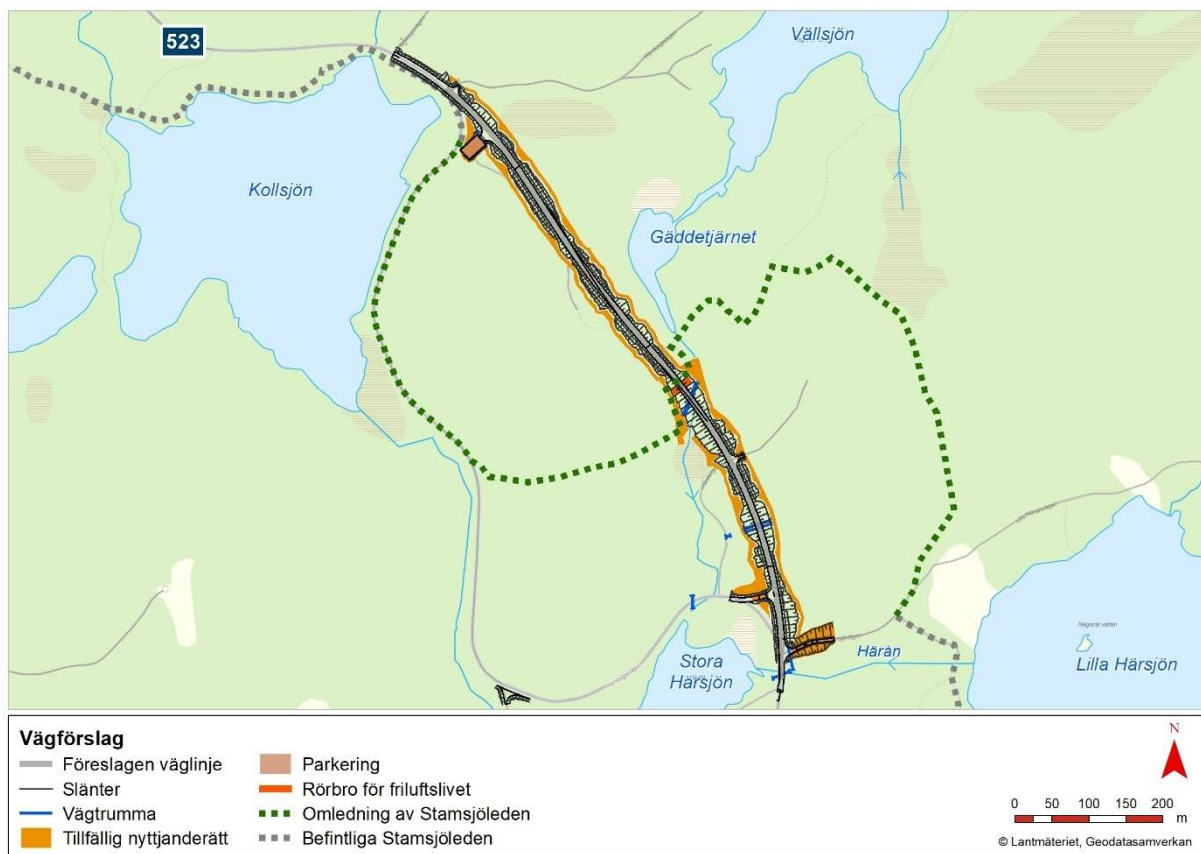 523
Vällsjön
Kollsjön
Gäddetjärnet
Stora
Härsjön
Härån
Lilla Härsjön
Vägförslag
Föreslagen väglinje
Slänter
Vägtrumma
Tillfällig nyttjanderätt
Parkering
Rörbro för friluftslivet
Omledning av Stamsjöleden
Befintliga Stamsjöleden
N
0 50 100 150 200
m
© Lantmäteriet, Geodatasamverkan